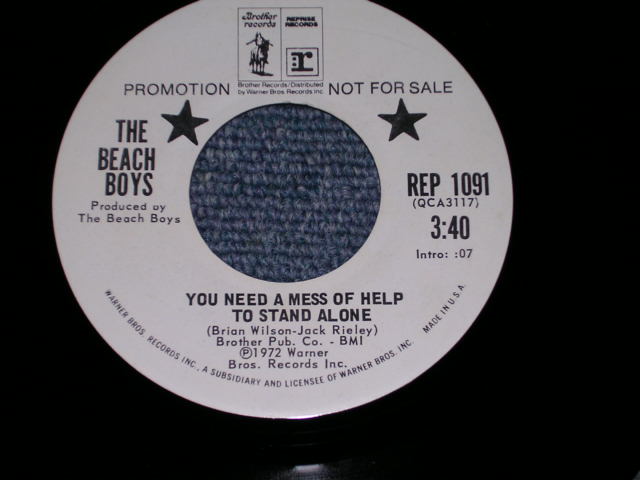 Brother
records
REPRISE
RECORDS
r
Brother Records/Distributed
by Warner Bros. Records Inc
PROMOTION NOT FOR SALE
THE
BEACH
BOYS
Produced by
The Beach Boys
REP 1091
(QCA3117)
3:40
Intro: :07
YOU NEED A MESS OF HELP
TO STAND ALONE
(Brian Wilson-Jack Rieley)
Brother Pub. Co. - BMI
℗1972 Warner
Bros. Records Inc.
WARNER BROS. RECORDS INC., A SUBSIDIARY AND LICENSEE OF WARNER BROS. INC. MADE IN U.S.A.